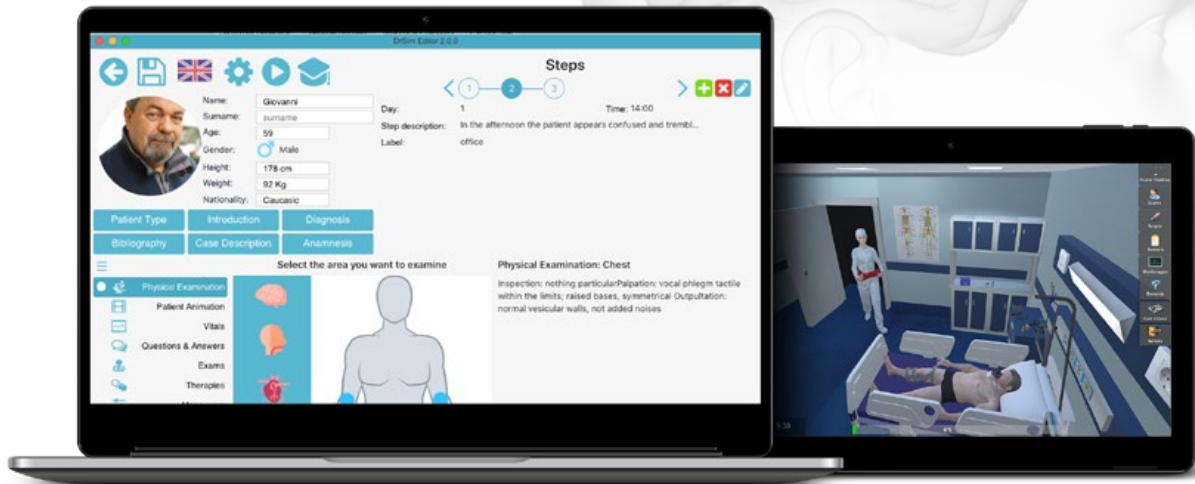 DrSim Editor 2.0.0
Steps
1
2
3
Name: Giovanni
Surname: surname
Age: 59
Gender: Male
Height: 178 cm
Weight: 92 Kg
Nationality: Caucasic
Day: 1
Time: 14:00
Step description: In the afternoon the patient appears confused and trembl...
Label: office
Patient Type
Introduction
Diagnosis
Bibliography
Case Description
Anamnesis
Select the area you want to examine
Physical Examination
Patient Animation
Vitals
Questions & Answers
Exams
Therapies
Physical Examination: Chest
Inspection: nothing particularPalpation: vocal phlegm tactile
within the limits; raised bases, symmetrical Outpultation:
normal vesicular walls, not added noises